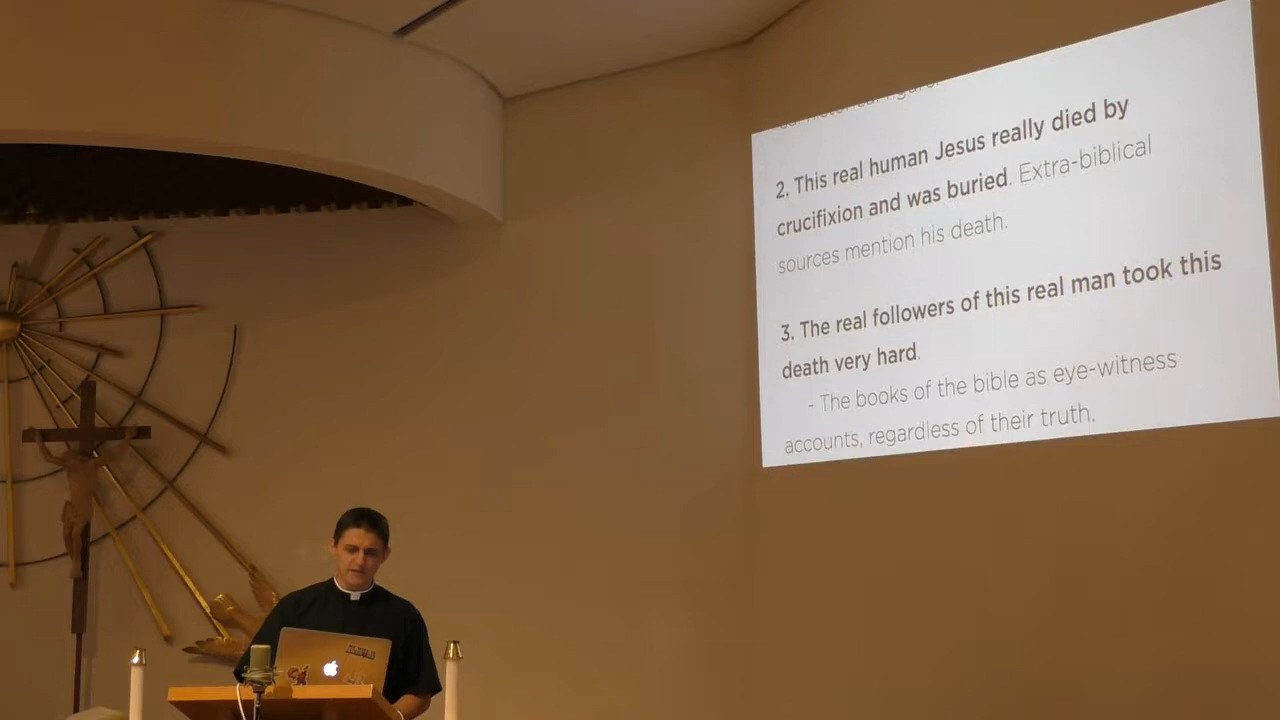 2. This real human Jesus really died by
crucifixion and was buried. Extra-biblical
sources mention his death.
3. The real followers of this real man took this
death very hard.
- The books of the bible as eye-witness
accounts, regardless of their truth.